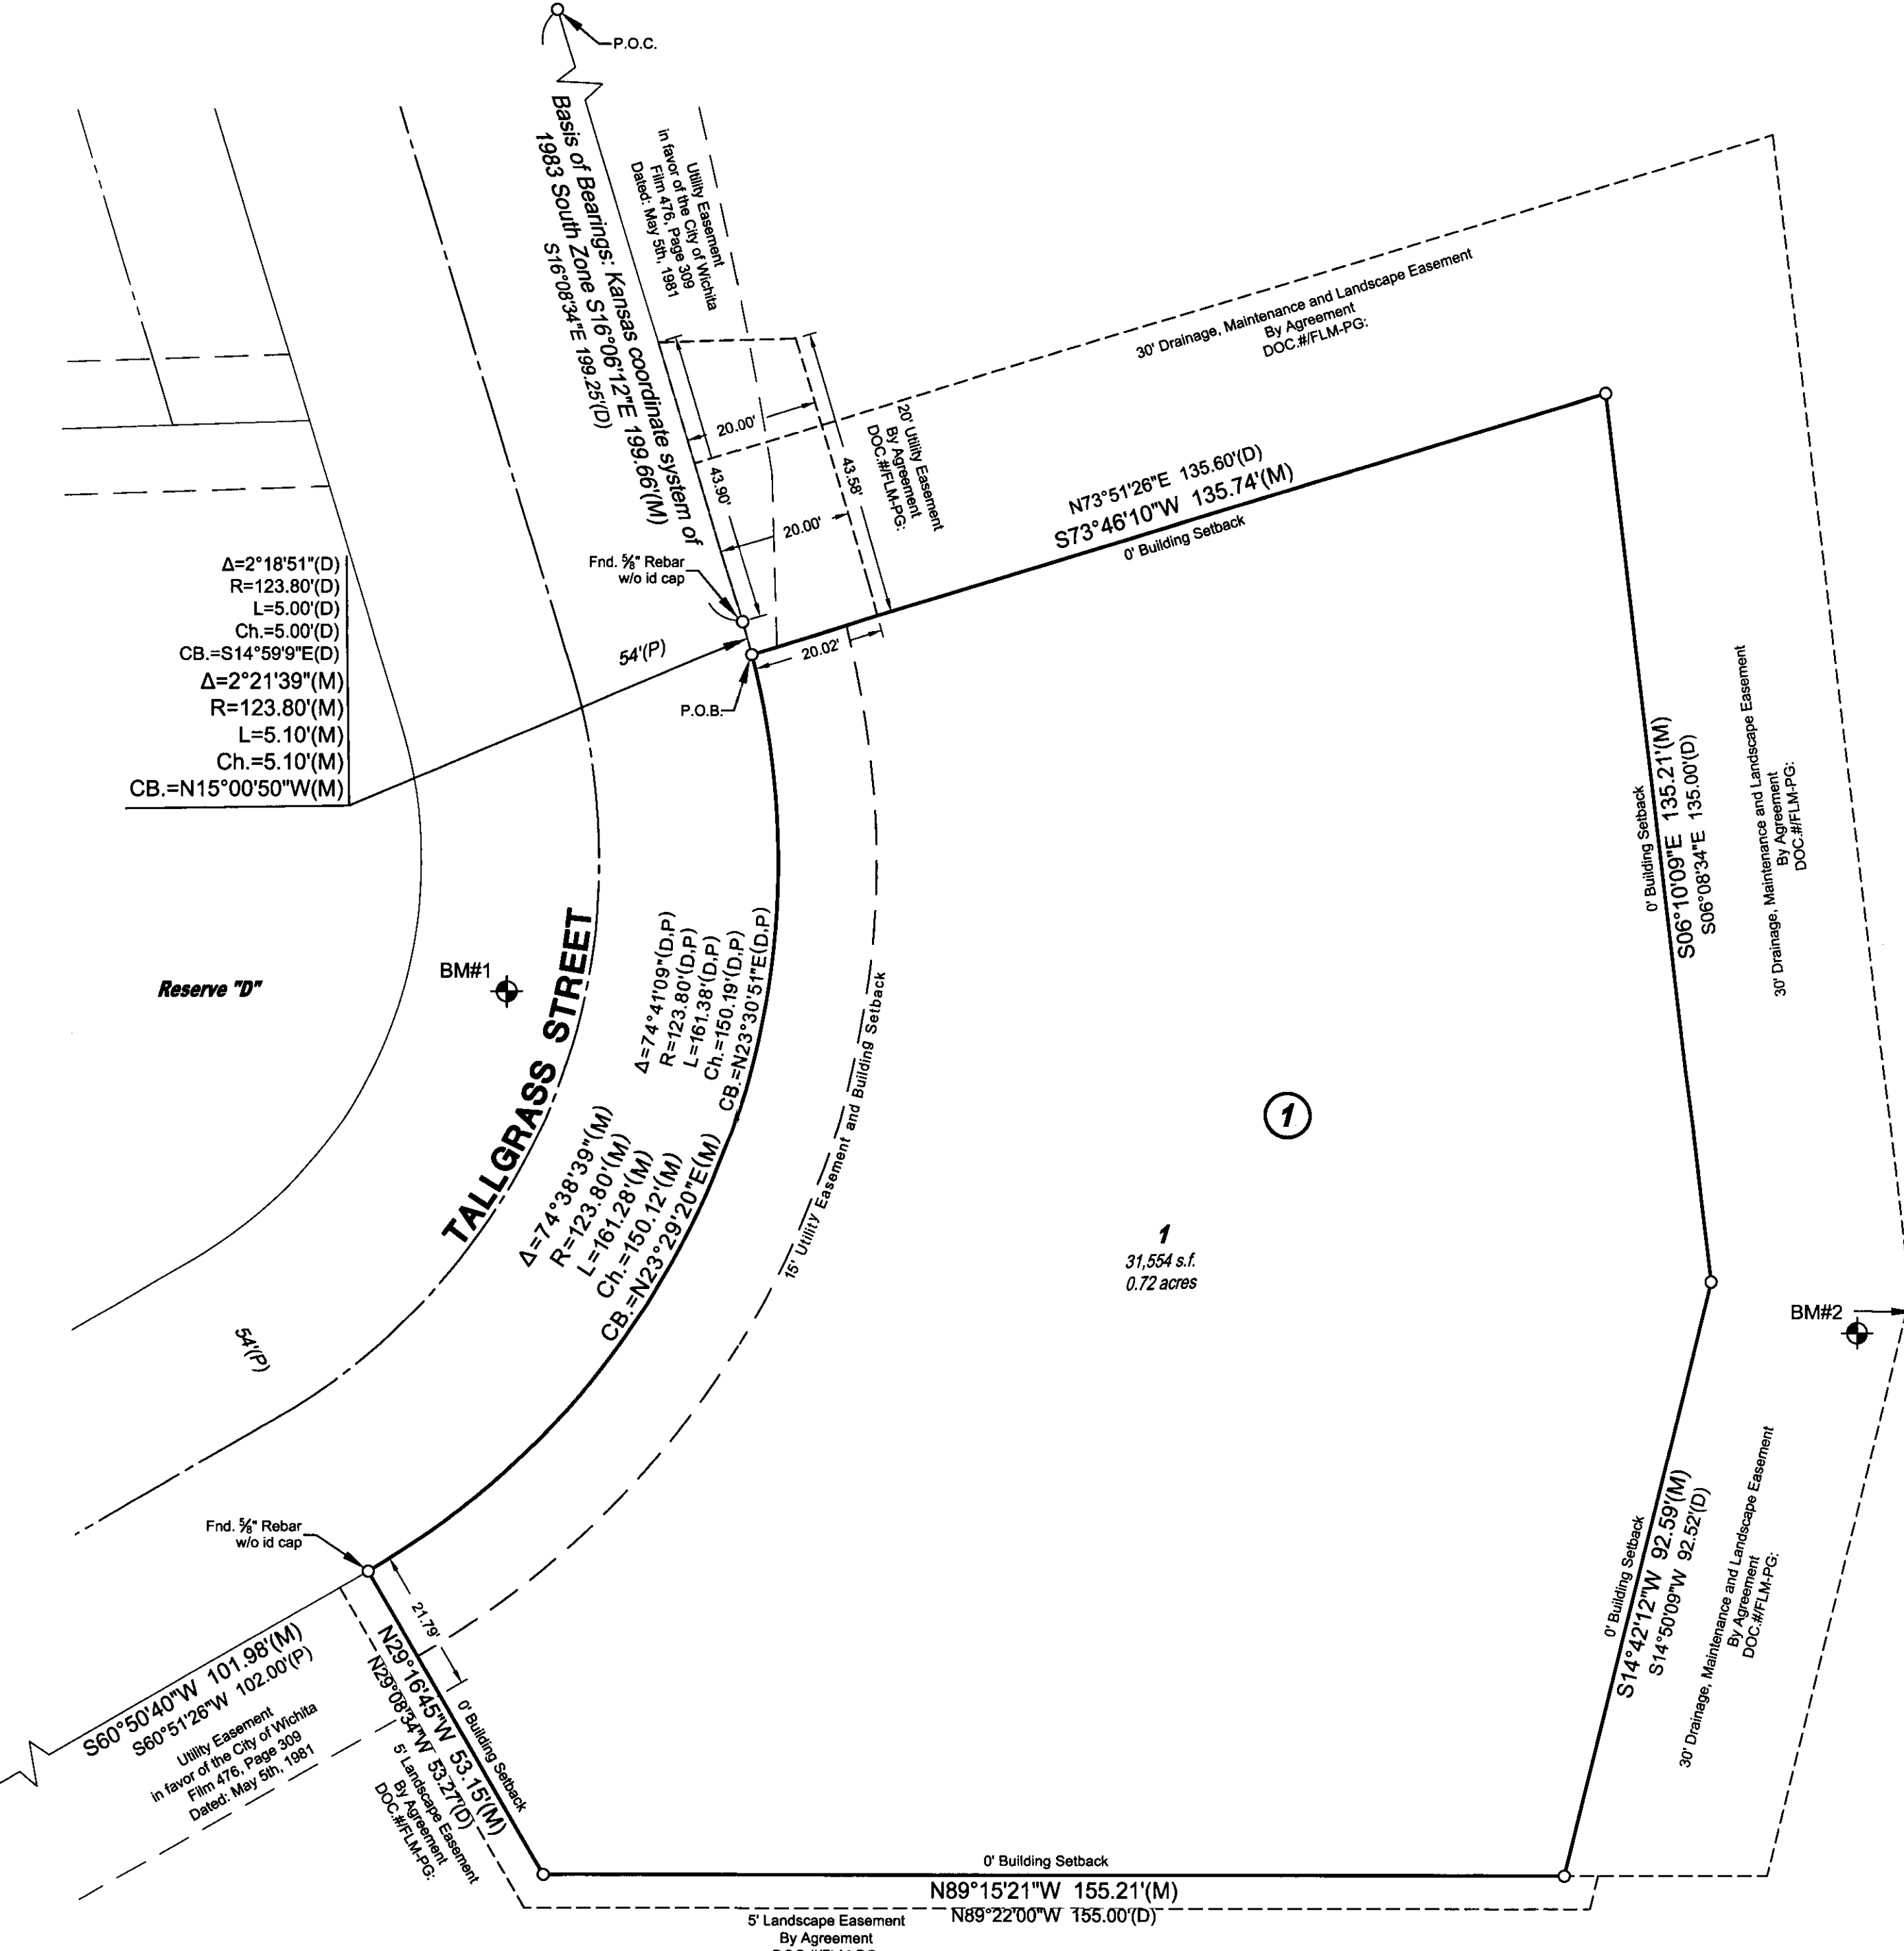 P.O.C.
Basis of Bearings: Kansas coordinate system of
1983 South Zone S16°06'12"E 199.66'(M)
S16°08'34"E 199.25'(D)
Utility Easement
in favor of the City of Wichita
Film 476, Page 309
Dated: May 5th, 1981
30' Drainage, Maintenance and Landscape Easement
By Agreement
DOC.#/FLM-PG:
20.00'
43.90'
43.58'
20.00'
20' Utility Easement
By Agreement
DOC.#/FLM-PG:
N73°51'26"E 135.60'(D)
S73°46'10"W 135.74'(M)
0' Building Setback
Fnd. ⅝" Rebar
w/o id cap
Δ=2°18'51"(D)
R=123.80'(D)
L=5.00'(D)
Ch.=5.00'(D)
CB.=S14°59'9"E(D)
Δ=2°21'39"(M)
R=123.80'(M)
L=5.10'(M)
Ch.=5.10'(M)
CB.=N15°00'50"W(M)
54'(P)
20.02'
P.O.B.
0' Building Setback
S06°10'09"E 135.21'(M)
S06°08'34"E 135.00'(D)
30' Drainage, Maintenance and Landscape Easement
By Agreement
DOC.#/FLM-PG:
Reserve "D"
BM#1
TALLGRASS STREET
Δ=74°41'09"(D,P)
R=123.80'(D,P)
L=161.38'(D,P)
Ch.=150.19'(D,P)
CB.=N23°30'51"E(D,P)
Δ=74°38'39"(M)
R=123.80'(M)
L=161.28'(M)
Ch.=150.12'(M)
CB.=N23°29'20"E(M)
15' Utility Easement and Building Setback
1
1
31,554 s.f.
0.72 acres
BM#2
54'(P)
Fnd. ⅝" Rebar
w/o id cap
21.79'
S60°50'40"W 101.98'(M)
S60°51'26"W 102.00'(P)
Utility Easement
in favor of the City of Wichita
Film 476, Page 309
Dated: May 5th, 1981
0' Building Setback
N29°16'45"W 53.15'(M)
N29°08'34"W 53.27'(D)
5' Landscape Easement
By Agreement
DOC.#/FLM-PG:
0' Building Setback
S14°42'12"W 92.59'(M)
S14°50'09"W 92.52'(D)
30' Drainage, Maintenance and Landscape Easement
By Agreement
DOC.#/FLM-PG:
0' Building Setback
N89°15'21"W 155.21'(M)
N89°22'00"W 155.00'(D)
5' Landscape Easement
By Agreement